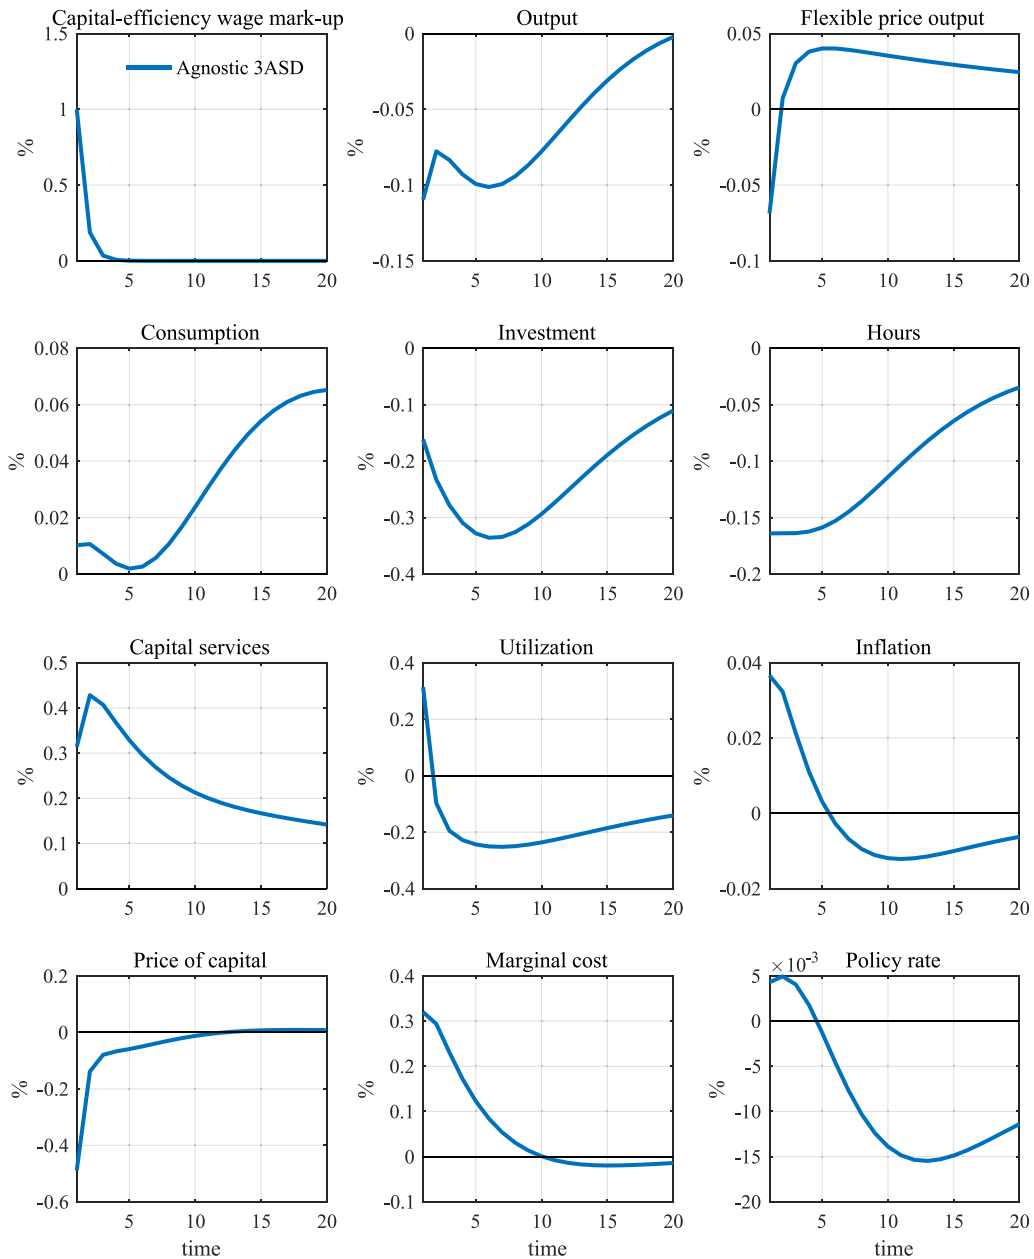 Capital-efficiency wage mark-up
Output
Flexible price output
1.5
1
0.5
0
%
Agnostic 3ASD
5 10 15 20
0
-0.05
-0.1
-0.15
%
5 10 15 20
0.05
0
-0.05
-0.1
%
5 10 15 20
Consumption
Investment
Hours
0.08
0.06
0.04
0.02
0
%
5 10 15 20
0
-0.1
-0.2
-0.3
-0.4
%
5 10 15 20
0
-0.05
-0.1
-0.15
-0.2
%
5 10 15 20
Capital services
Utilization
Inflation
0.5
0.4
0.3
0.2
0.1
0
%
5 10 15 20
0.4
0.2
0
-0.2
-0.4
%
5 10 15 20
0.04
0.02
0
-0.02
%
5 10 15 20
Price of capital
Marginal cost
Policy rate
0.2
0
-0.2
-0.4
-0.6
%
5 10 15 20
time
0.4
0.3
0.2
0.1
0
-0.1
%
5 10 15 20
time
×10⁻³
5
0
-5
-10
-15
-20
%
5 10 15 20
time